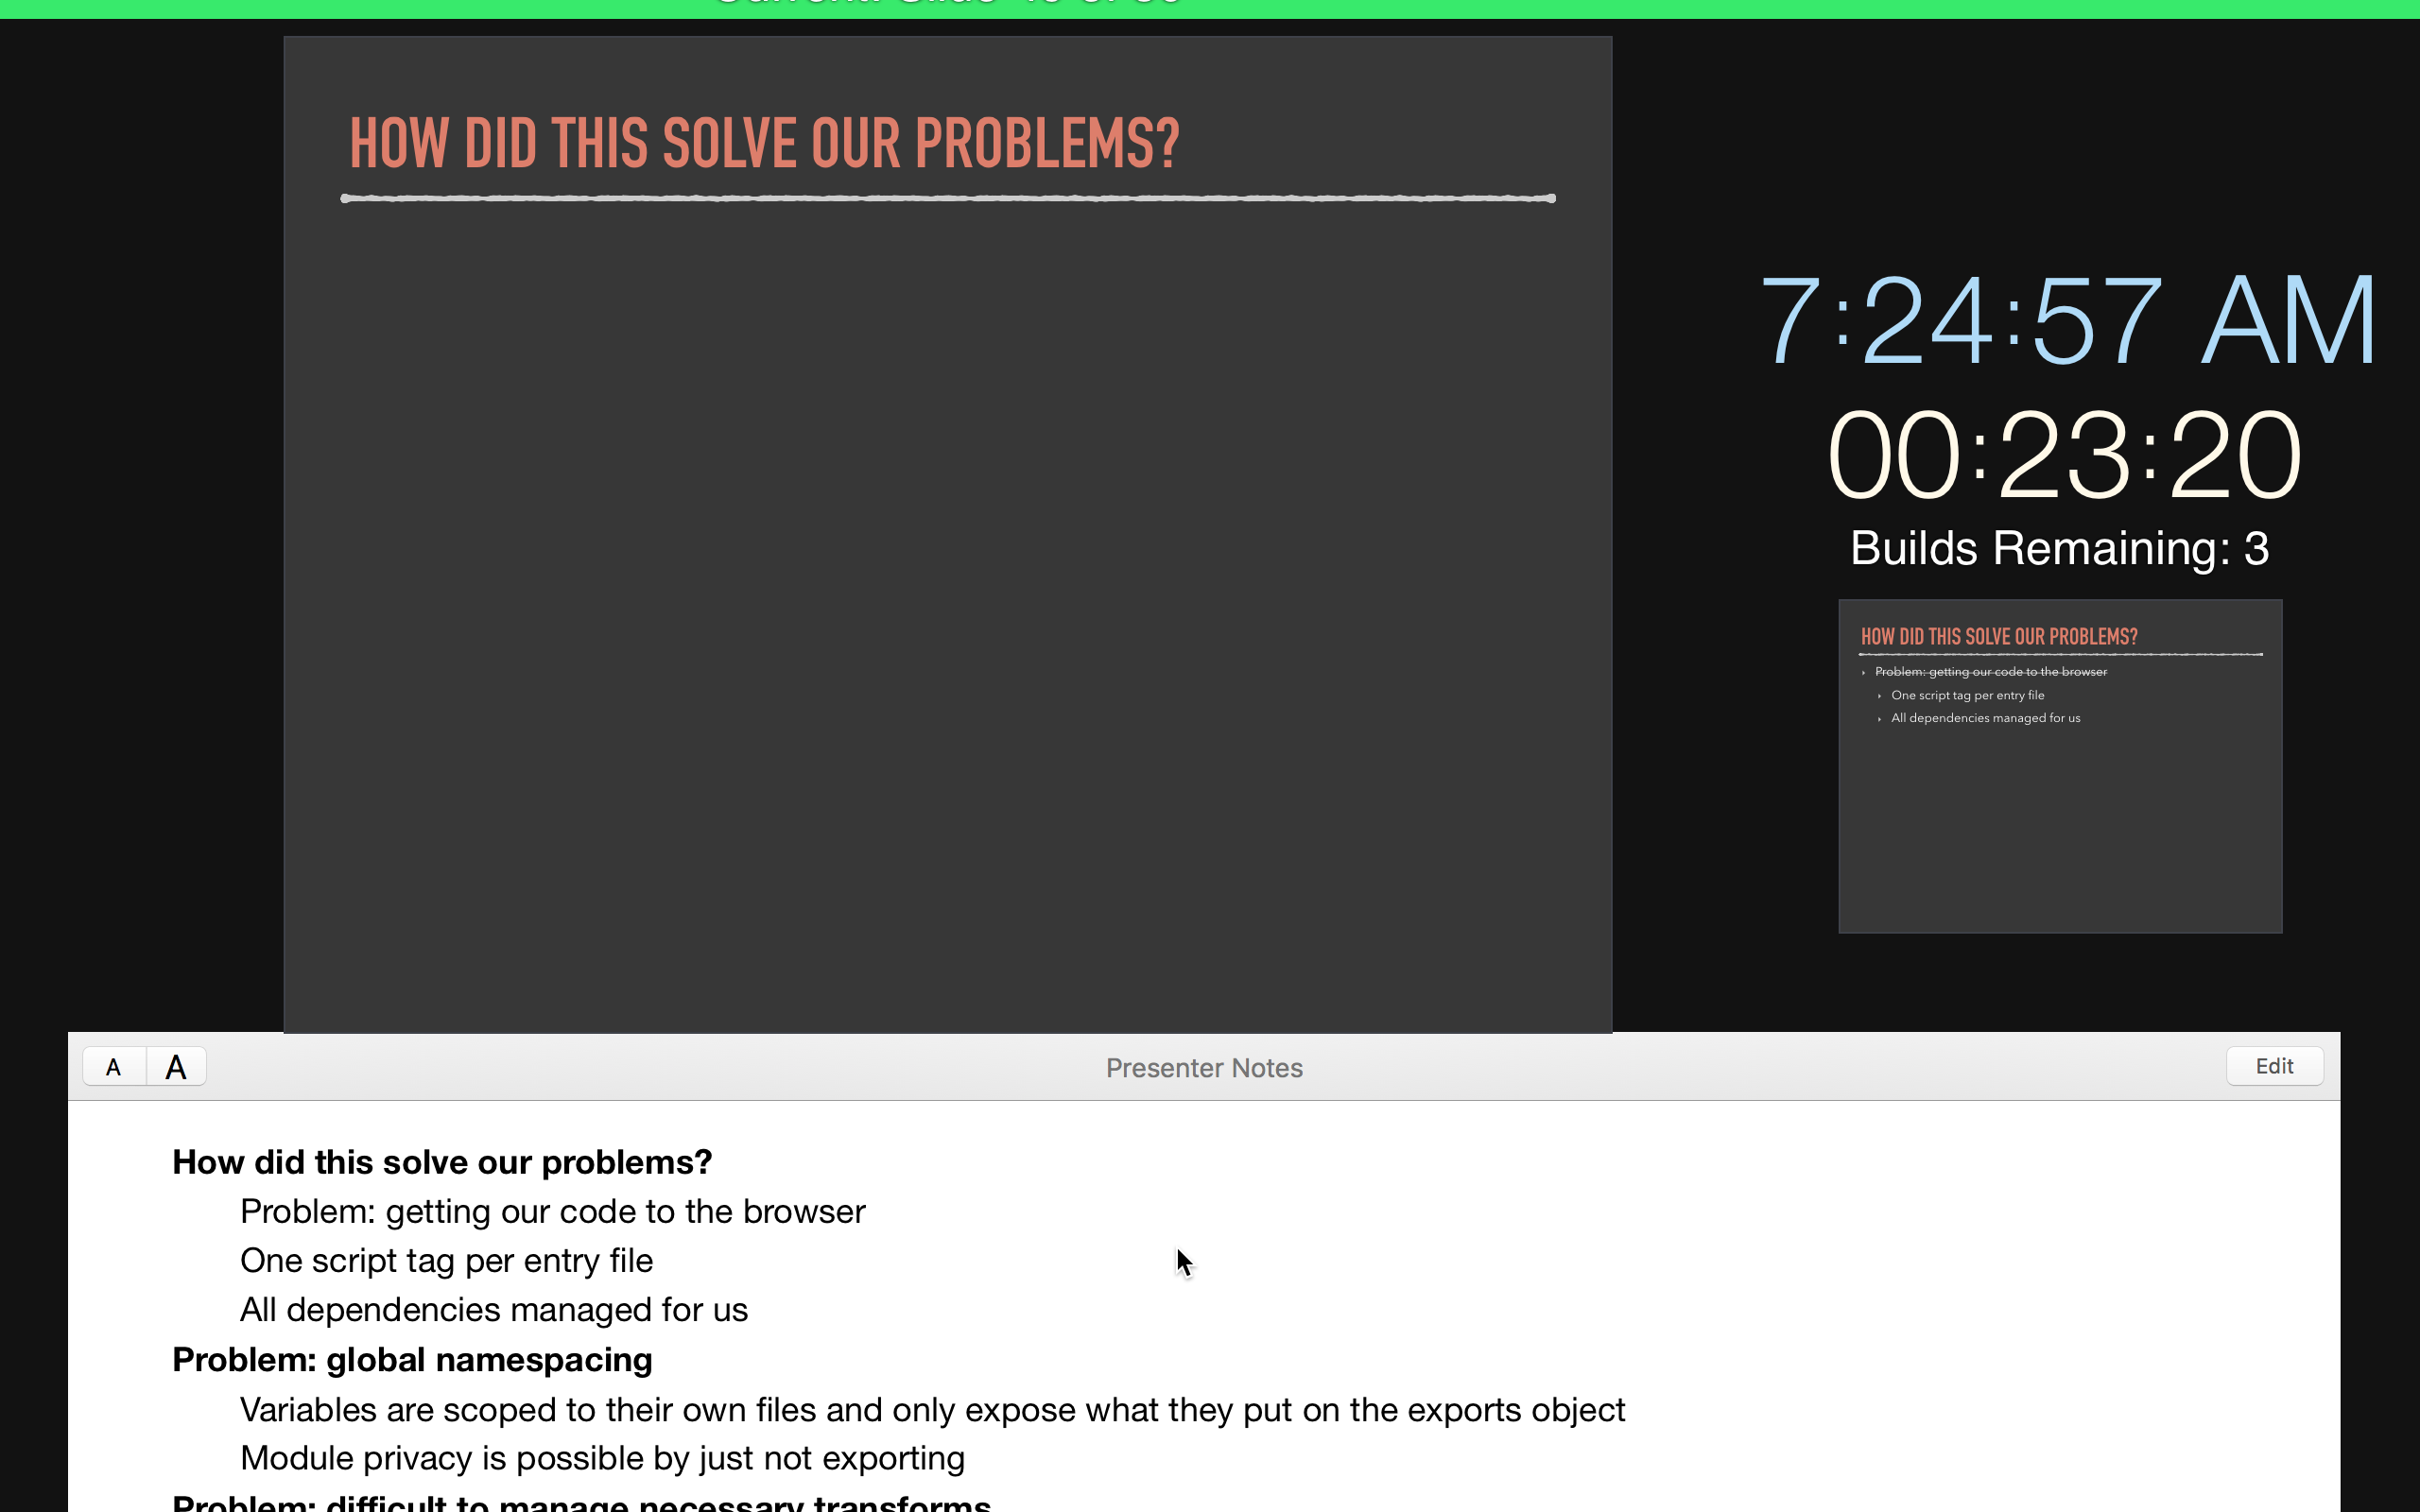 HOW DID THIS SOLVE OUR PROBLEMS?
7:24:57 AM
00:23:20
Builds Remaining: 3
HOW DID THIS SOLVE OUR PROBLEMS?
Problem: getting our code to the browser
One script tag per entry file
All dependencies managed for us
A A Presenter Notes Edit
How did this solve our problems?
Problem: getting our code to the browser
One script tag per entry file
All dependencies managed for us
Problem: global namespacing
Variables are scoped to their own files and only expose what they put on the exports object
Module privacy is possible by just not exporting
Problem: difficult to manage necessary transforms